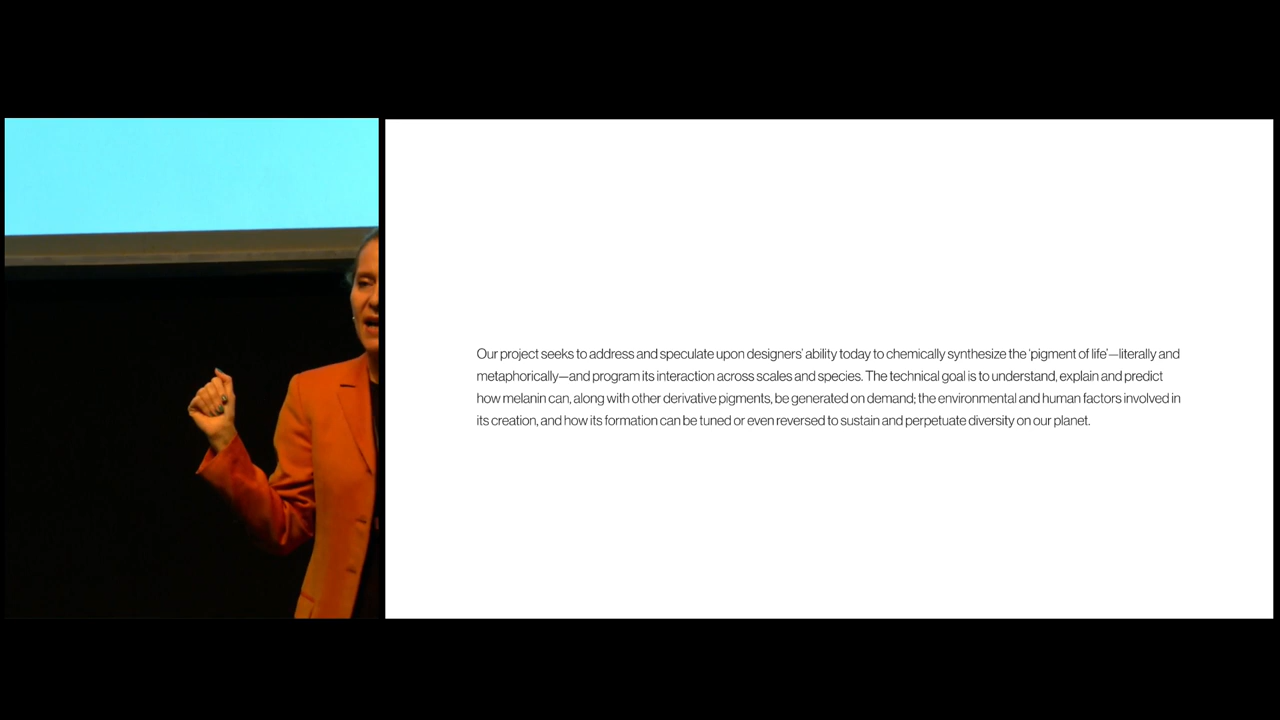 Our project seeks to address and speculate upon designers' ability today to chemically synthesize the 'pigment of life'—literally and
metaphorically—and program its interaction across scales and species. The technical goal is to understand, explain and predict
how melanin can, along with other derivative pigments, be generated on demand; the environmental and human factors involved in
its creation, and how its formation can be tuned or even reversed to sustain and perpetuate diversity on our planet.